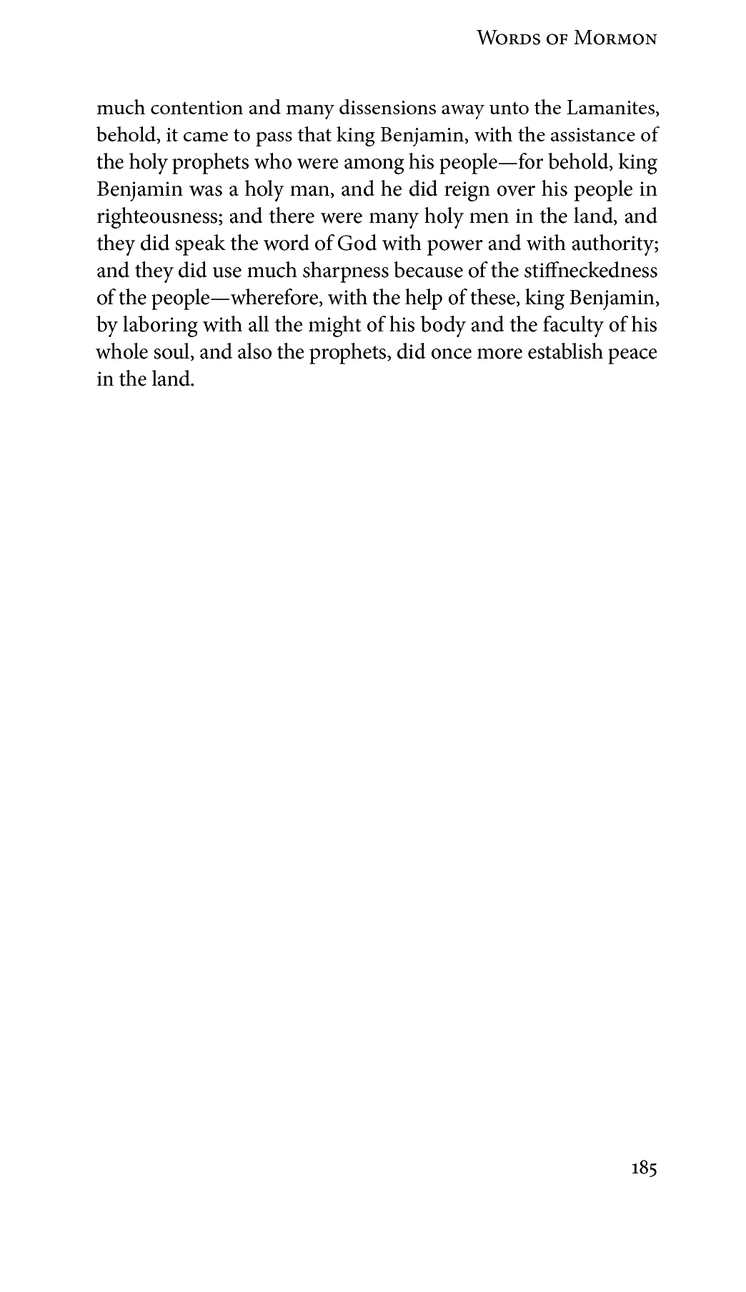 Words of Mormon
much contention and many dissensions away unto the Lamanites,
behold, it came to pass that king Benjamin, with the assistance of
the holy prophets who were among his people—for behold, king
Benjamin was a holy man, and he did reign over his people in
righteousness; and there were many holy men in the land, and
they did speak the word of God with power and with authority;
and they did use much sharpness because of the stiffneckedness
of the people—wherefore, with the help of these, king Benjamin,
by laboring with all the might of his body and the faculty of his
whole soul, and also the prophets, did once more establish peace
in the land.
185